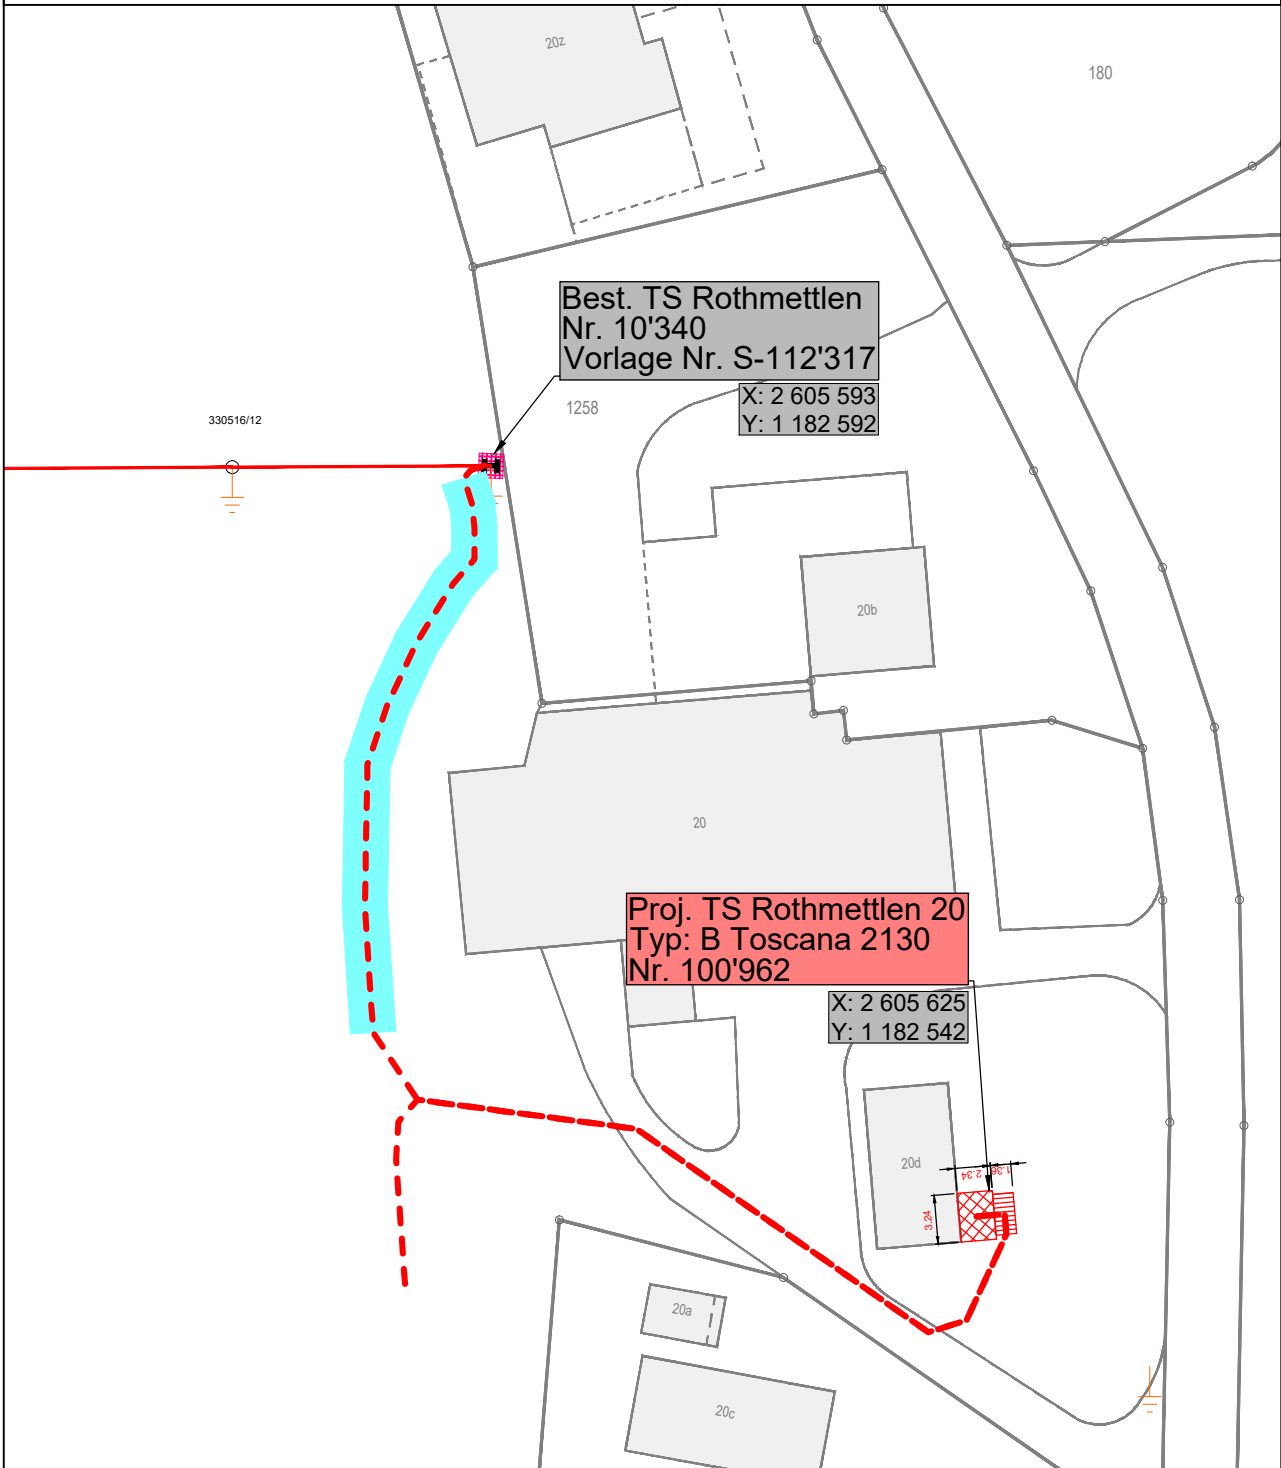 20z
180
Best. TS Rothmettlen
Nr. 10'340
Vorlage Nr. S-112'317
X: 2 605 593
Y: 1 182 592
1258
330516/12
20b
20
Proj. TS Rothmettlen 20
Typ: B Toscana 2130
Nr. 100'962
X: 2 605 625
Y: 1 182 542
20d
2.34
1.36
3.24
20a
20c